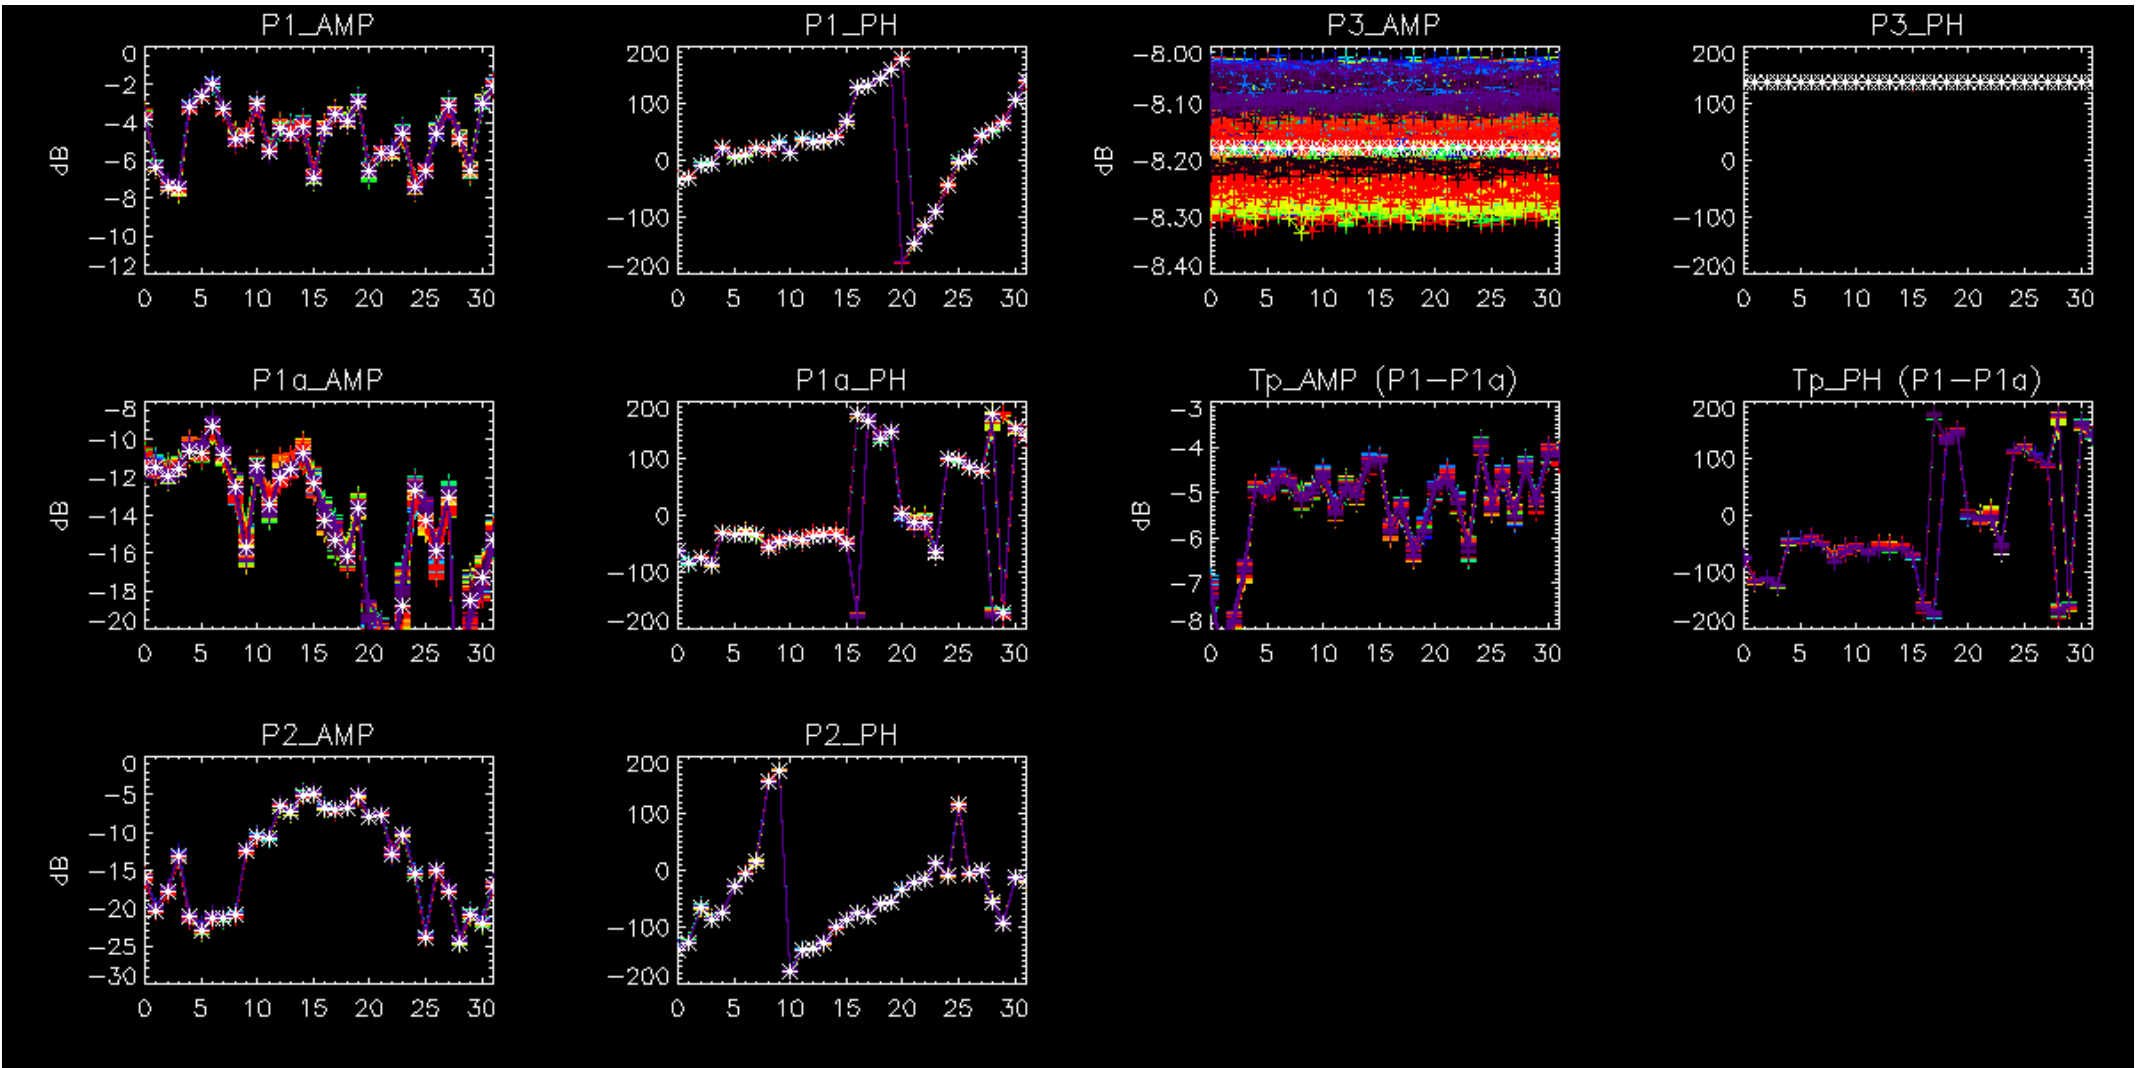 P1_AMP
P1_PH
P3_AMP
P3_PH
0
−2
−4
−6
−8
−10
−12
dB
0 5 10 15 20 25 30
200
100
0
−100
−200
0 5 10 15 20 25 30
−8.00
−8.10
−8.20
−8.30
−8.40
dB
0 5 10 15 20 25 30
200
100
0
−100
−200
0 5 10 15 20 25 30
P1a_AMP
P1a_PH
Tp_AMP (P1−P1a)
Tp_PH (P1−P1a)
−8
−10
−12
−14
−16
−18
−20
dB
0 5 10 15 20 25 30
200
100
0
−100
−200
0 5 10 15 20 25 30
−3
−4
−5
−6
−7
−8
dB
0 5 10 15 20 25 30
200
100
0
−100
−200
0 5 10 15 20 25 30
P2_AMP
P2_PH
0
−5
−10
−15
−20
−25
−30
dB
0 5 10 15 20 25 30
200
100
0
−100
−200
0 5 10 15 20 25 30